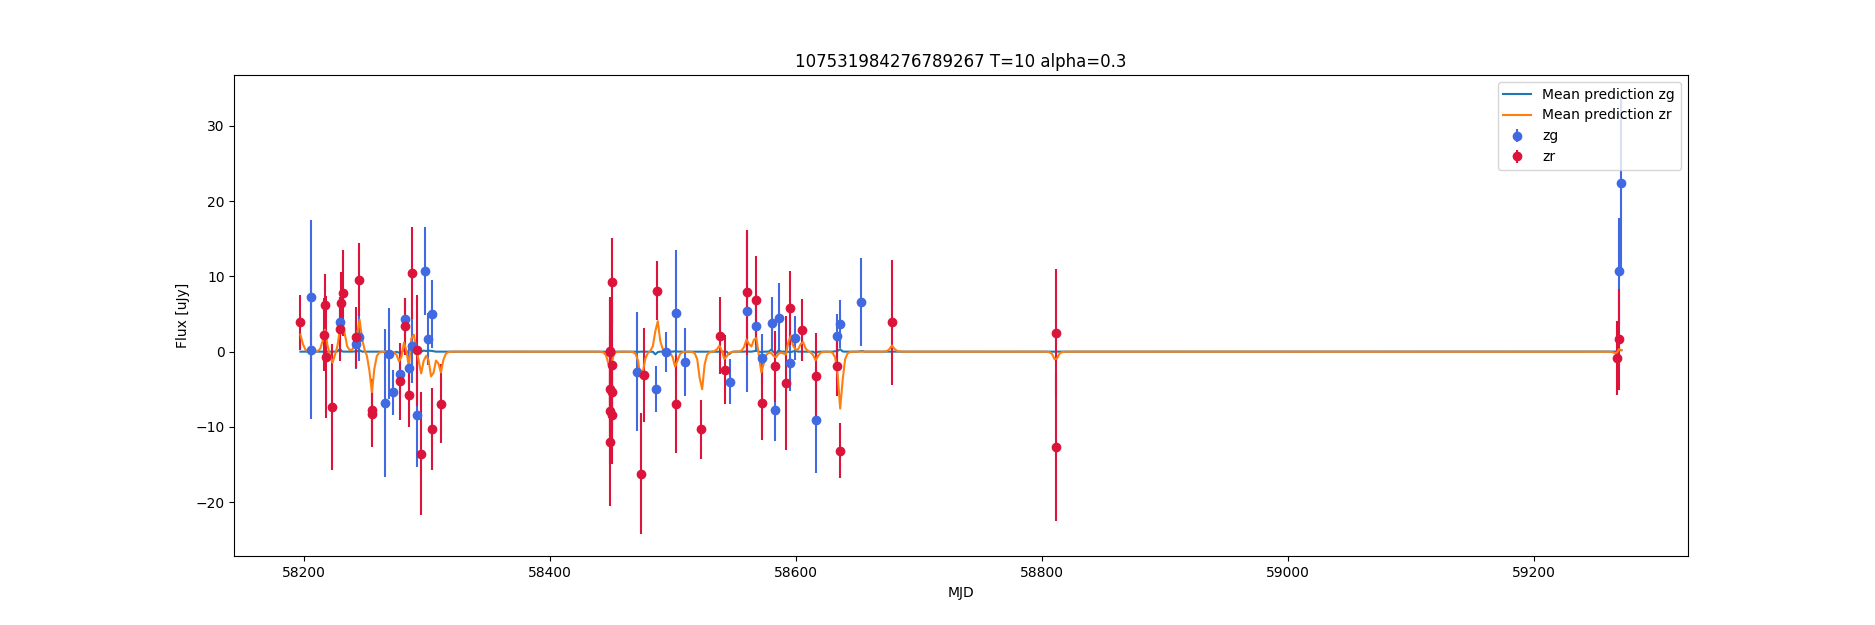 107531984276789267 T=10 alpha=0.3
Mean prediction zg
Mean prediction zr
zg
zr
Flux [uJy]
30
20
10
0
−10
−20
58200
58400
58600
58800
59000
59200
MJD